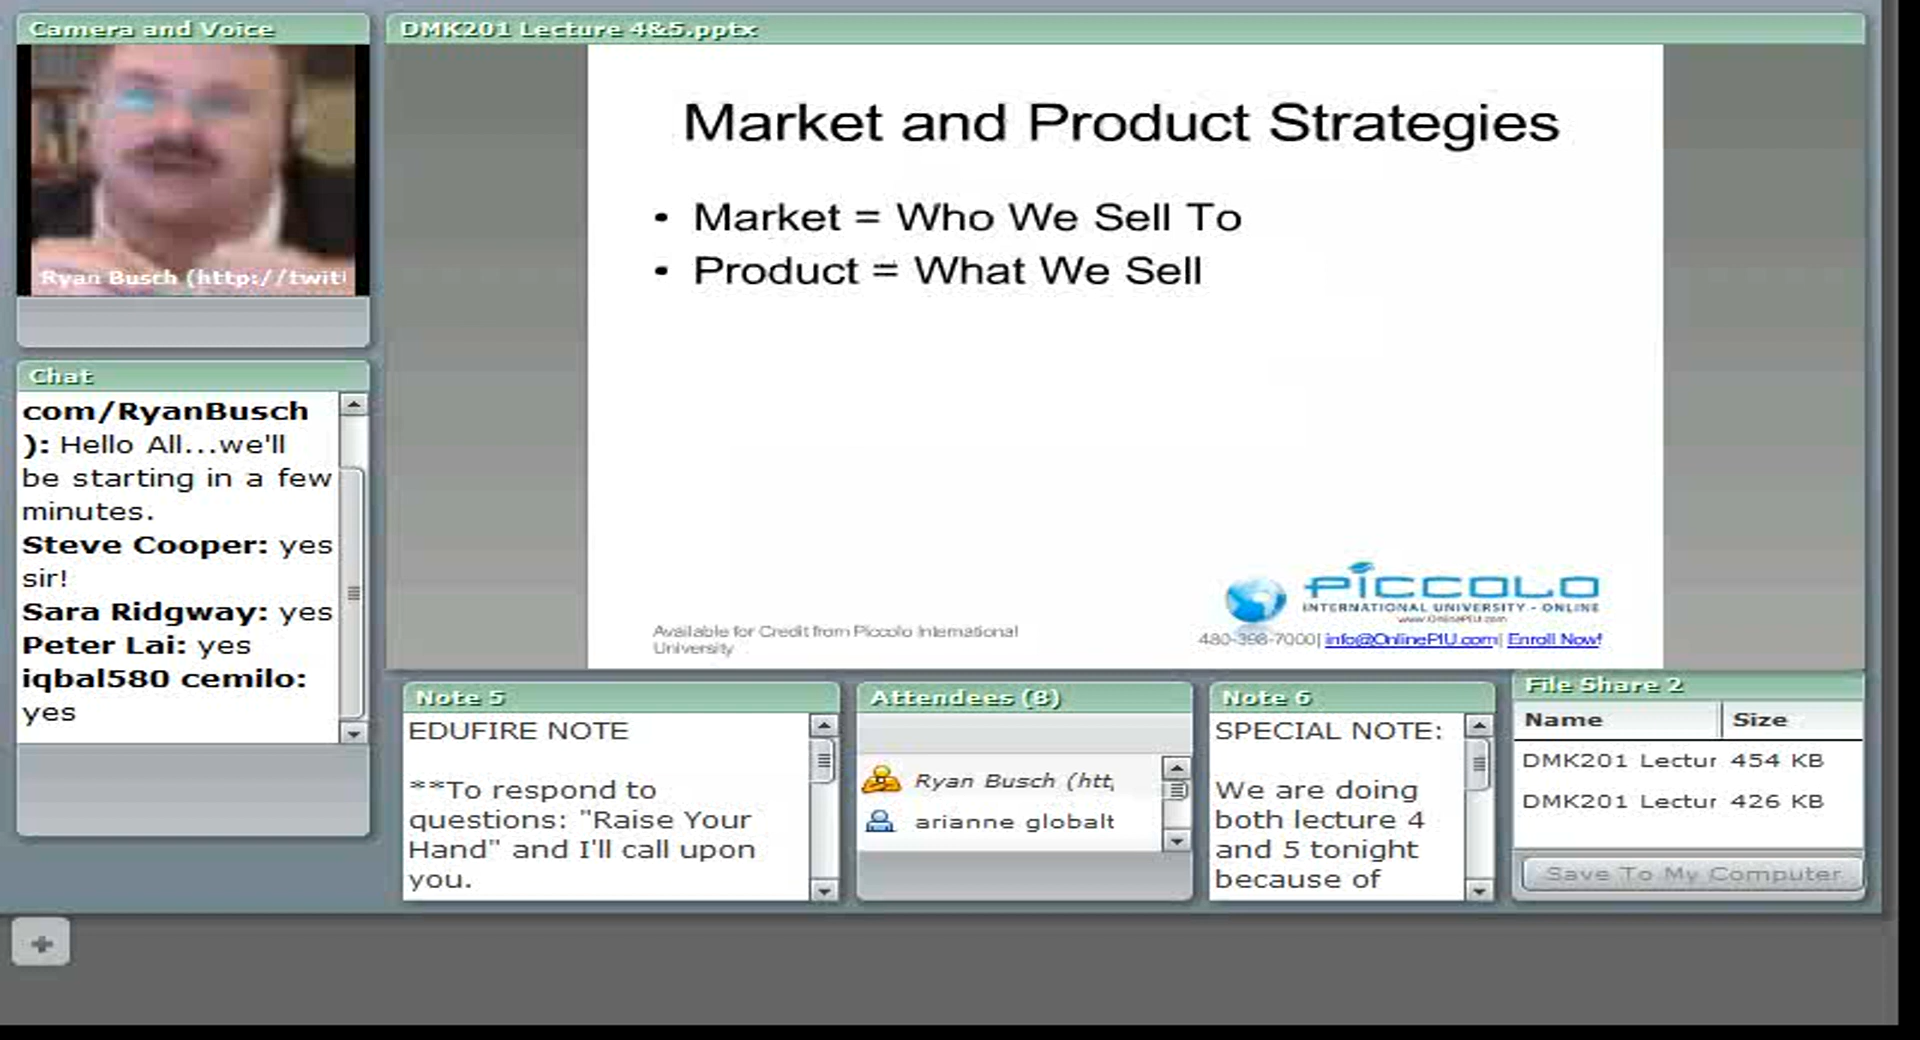 Camera and Voice
Ryan Busch (http://twit
Chat
com/RyanBusch
): Hello All...we'll
be starting in a few
minutes.
Steve Cooper: yes
sir!
Sara Ridgway: yes
Peter Lai: yes
iqbal580 cemilo:
yes
DMK201 Lecture 4&5.pptx
Market and Product Strategies
• Market = Who We Sell To
• Product = What We Sell
Available for Credit from Piccolo International
University
PICCOLO
INTERNATIONAL UNIVERSITY - ONLINE
www.OnlinePIU.com
480-398-7000| info@OnlinePIU.com| Enroll Now!
Note 5
EDUFIRE NOTE
**To respond to
questions: "Raise Your
Hand" and I'll call upon
you.
Attendees (8)
Ryan Busch (htt
arianne globalt
Note 6
SPECIAL NOTE:
We are doing
both lecture 4
and 5 tonight
because of
File Share 2
Name Size
DMK201 Lectur 454 KB
DMK201 Lectur 426 KB
Save To My Computer